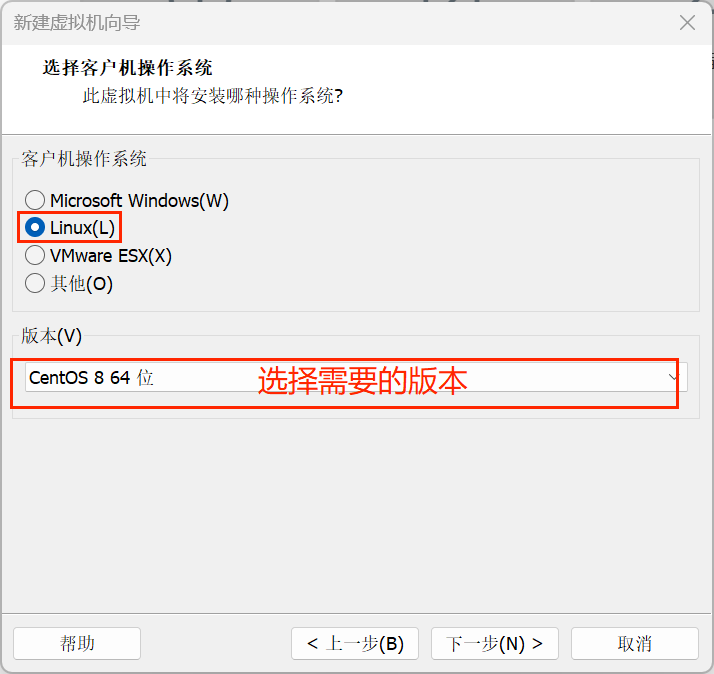 新建虚拟机向导
选择客户机操作系统
此虚拟机中将安装哪种操作系统?
客户机操作系统
Microsoft Windows(W)
Linux(L)
VMware ESX(X)
其他(O)
版本(V)
CentOS 8 64 位 选择需要的版本
帮助 < 上一步(B) 下一步(N) > 取消